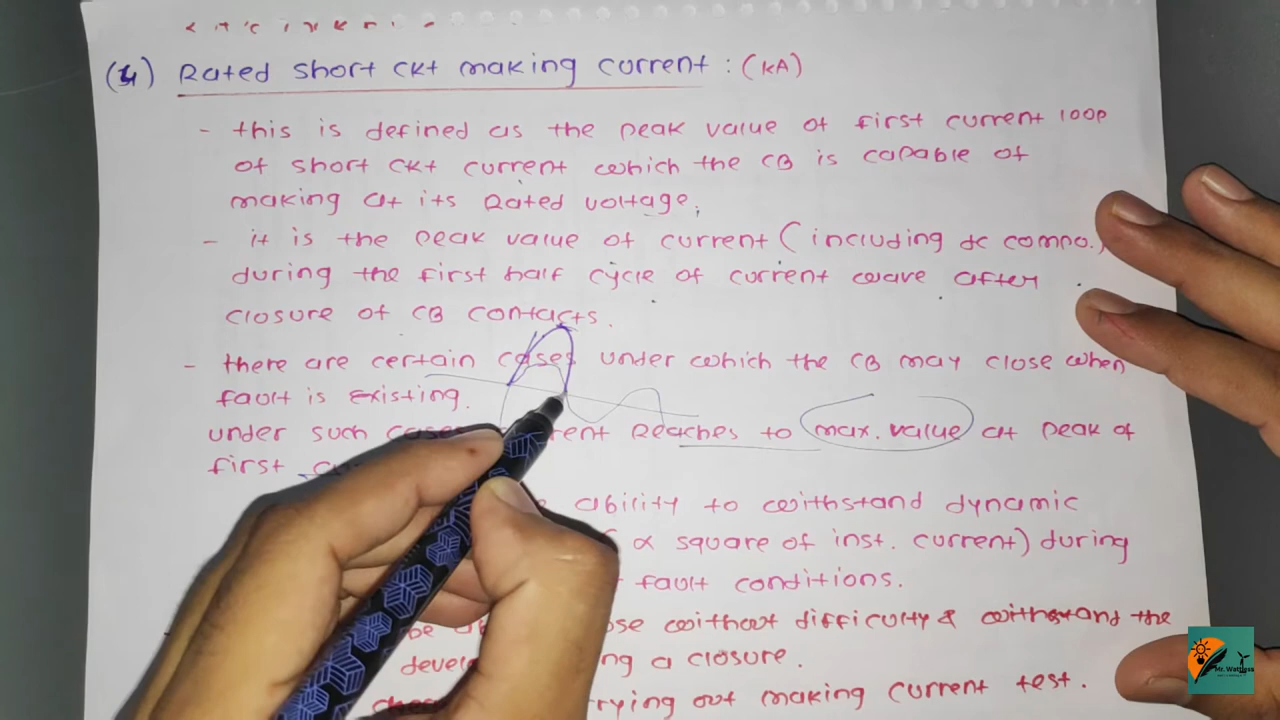 (4) Rated short ckt making current : (KA)
- this is defined as the peak value of first current loop
of short ckt current which the CB is capable of
making at its Rated voltage.
- it is the peak value of current (including dc compo.)
during the first half cycle of current wave after
closure of CB contacts.
- there are certain cases under which the CB may close when
fault is existing.
under such cases Reaches to max. value at peak of
first
ability to withstand dynamic
α square of inst. current) during
fault conditions.
without difficulty & withstand the
a closure.
out making current test.
Mr. Wattless